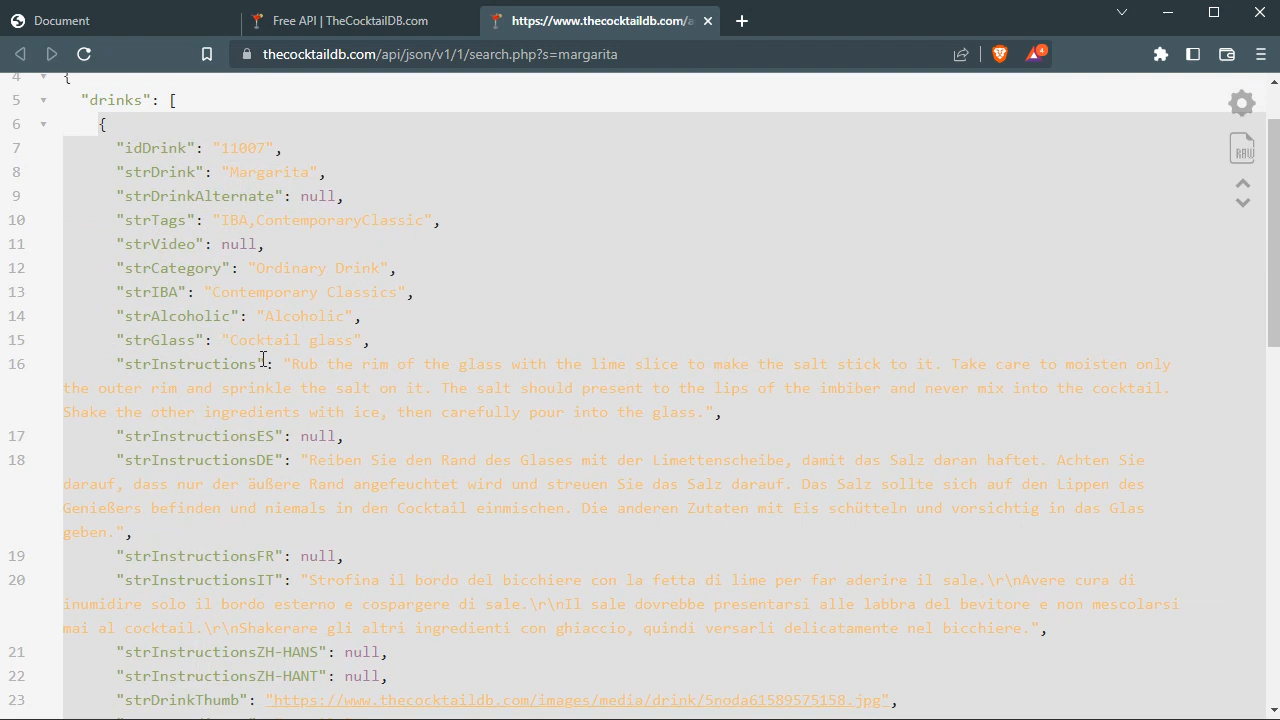 Document
Free API | TheCocktailDB.com
https://www.thecocktaildb.com/a
thecocktaildb.com/api/json/v1/1/search.php?s=margarita
4
4 {
5 "drinks": [
6 {
7 "idDrink": "11007",
8 "strDrink": "Margarita",
9 "strDrinkAlternate": null,
10 "strTags": "IBA,ContemporaryClassic",
11 "strVideo": null,
12 "strCategory": "Ordinary Drink",
13 "strIBA": "Contemporary Classics",
14 "strAlcoholic": "Alcoholic",
15 "strGlass": "Cocktail glass",
16 "strInstructions": "Rub the rim of the glass with the lime slice to make the salt stick to it. Take care to moisten only
the outer rim and sprinkle the salt on it. The salt should present to the lips of the imbiber and never mix into the cocktail.
Shake the other ingredients with ice, then carefully pour into the glass.",
17 "strInstructionsES": null,
18 "strInstructionsDE": "Reiben Sie den Rand des Glases mit der Limettenscheibe, damit das Salz daran haftet. Achten Sie
darauf, dass nur der äußere Rand angefeuchtet wird und streuen Sie das Salz darauf. Das Salz sollte sich auf den Lippen des
Genießers befinden und niemals in den Cocktail einmischen. Die anderen Zutaten mit Eis schütteln und vorsichtig in das Glas
geben.",
19 "strInstructionsFR": null,
20 "strInstructionsIT": "Strofina il bordo del bicchiere con la fetta di lime per far aderire il sale.\r\nAvere cura di
inumidire solo il bordo esterno e cospargere di sale.\r\nIl sale dovrebbe presentarsi alle labbra del bevitore e non mescolarsi
mai al cocktail.\r\nShakerare gli altri ingredienti con ghiaccio, quindi versarli delicatamente nel bicchiere.",
21 "strInstructionsZH-HANS": null,
22 "strInstructionsZH-HANT": null,
23 "strDrinkThumb": "https://www.thecocktaildb.com/images/media/drink/5noda61589575158.jpg",
RAW